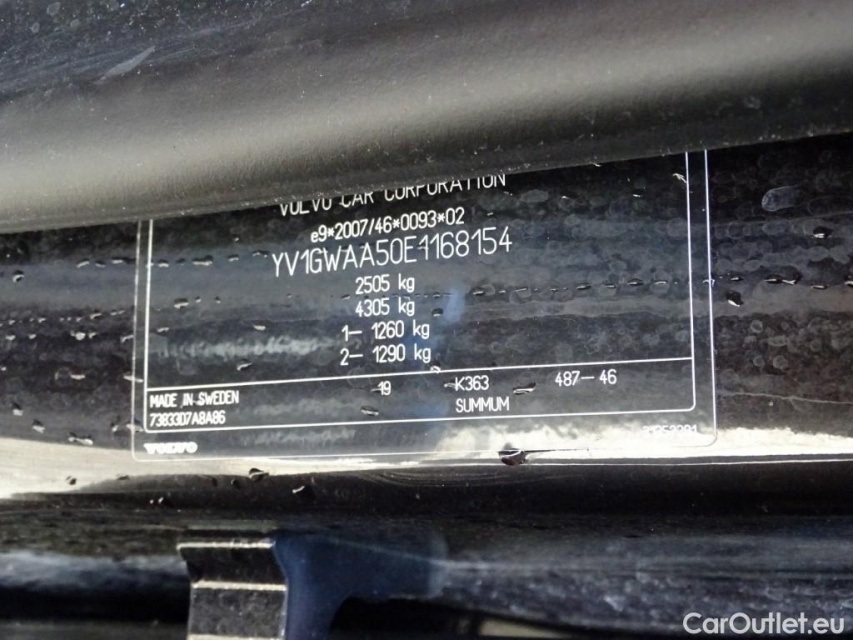 VOLVO CAR CORPORATION
e9*2007/46*0093*02
YV1GWAA50E1168154
2505 kg
4305 kg
1- 1260 kg
2- 1290 kg
MADE IN SWEDEN 19 K363 487-46
73833D7A8A86 SUMMUM
VOLVO
CarOutlet.eu